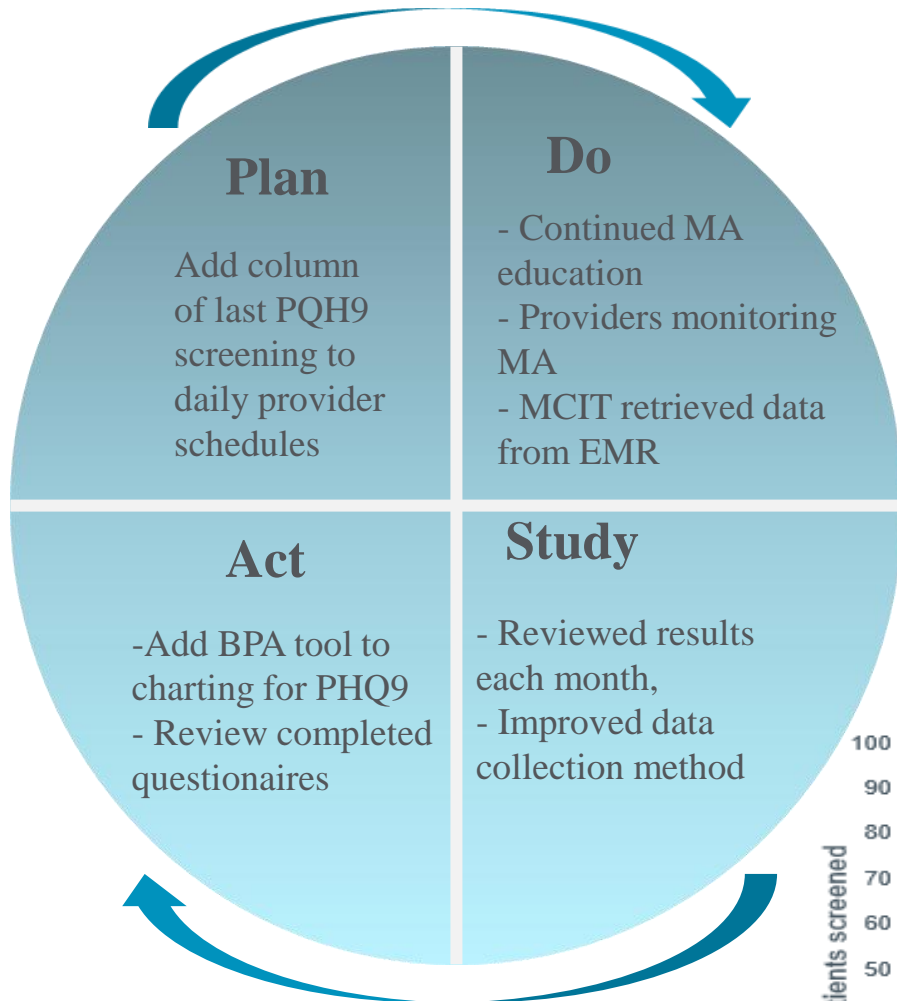 Plan
Add column
of last PQH9
screening to
daily provider
schedules
Do
- Continued MA
education
- Providers monitoring
MA
- MCIT retrieved data
from EMR
Act
-Add BPA tool to
charting for PHQ9
- Review completed
questionaires
Study
- Reviewed results
each month,
- Improved data
collection method
100
90
80
70
60
50
screened